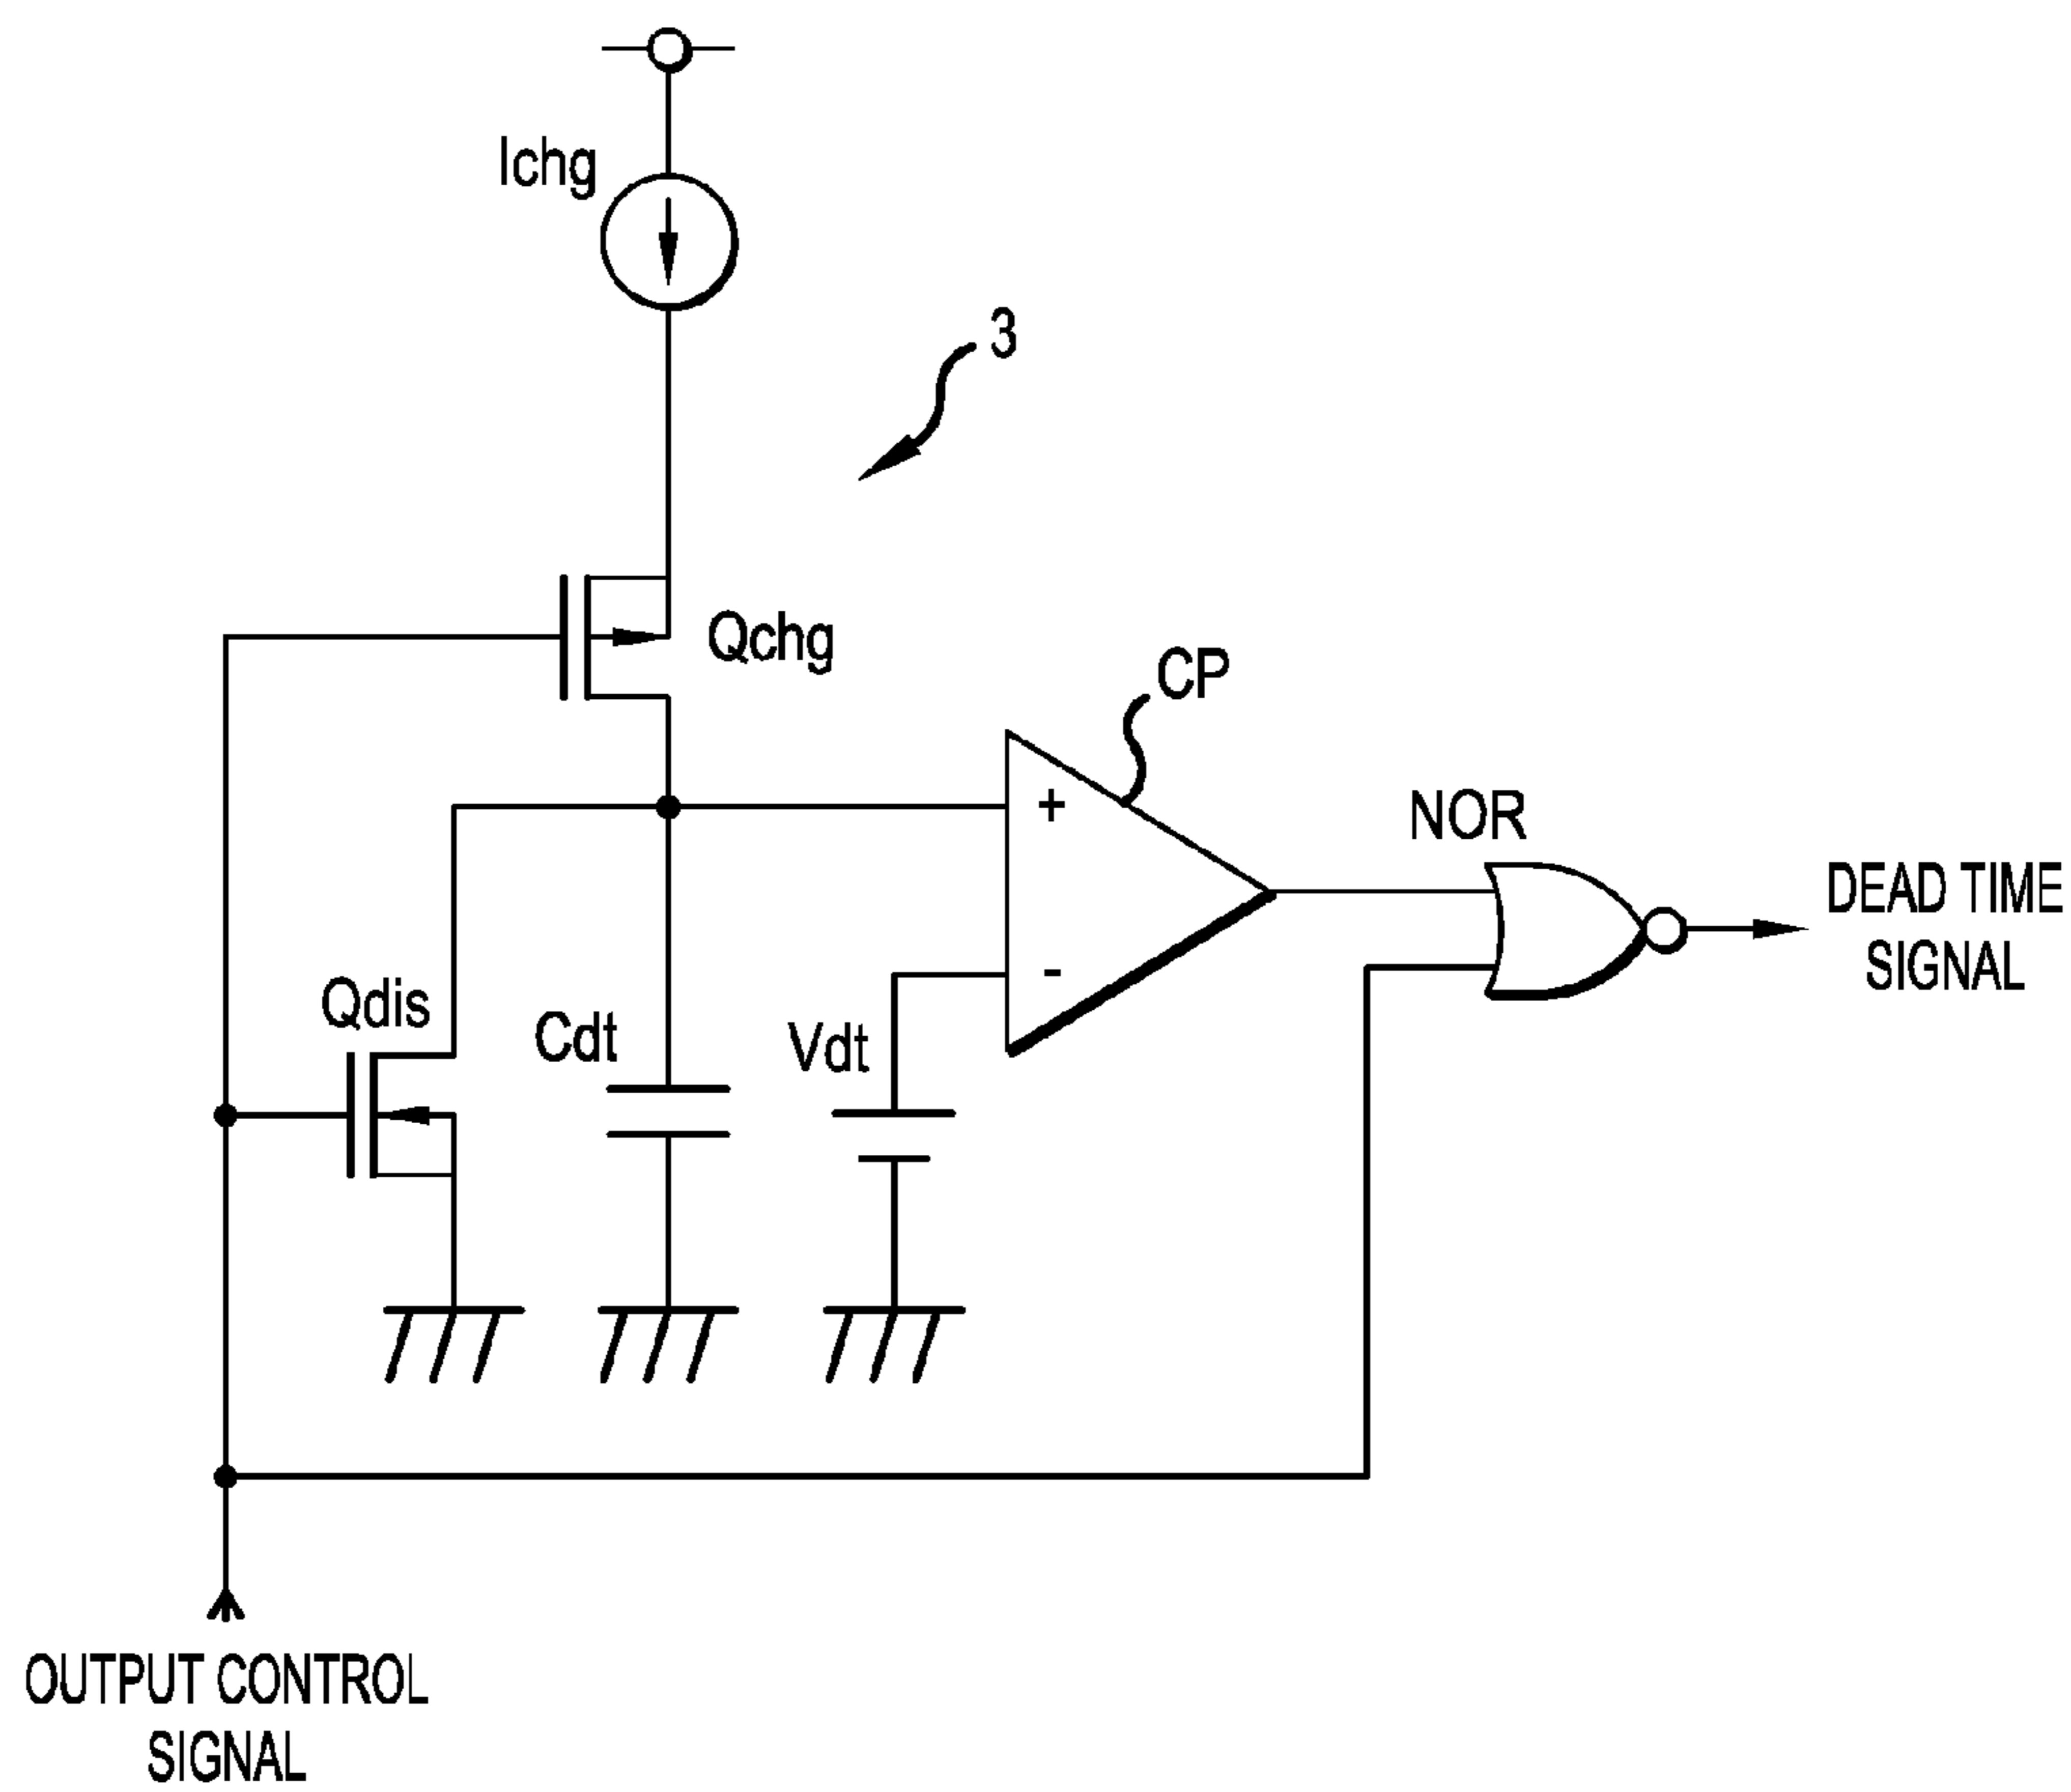 Ichg
3
Qchg
CP
+
NOR
DEAD TIME
SIGNAL
-
Qdis
Cdt
Vdt
OUTPUT CONTROL
SIGNAL